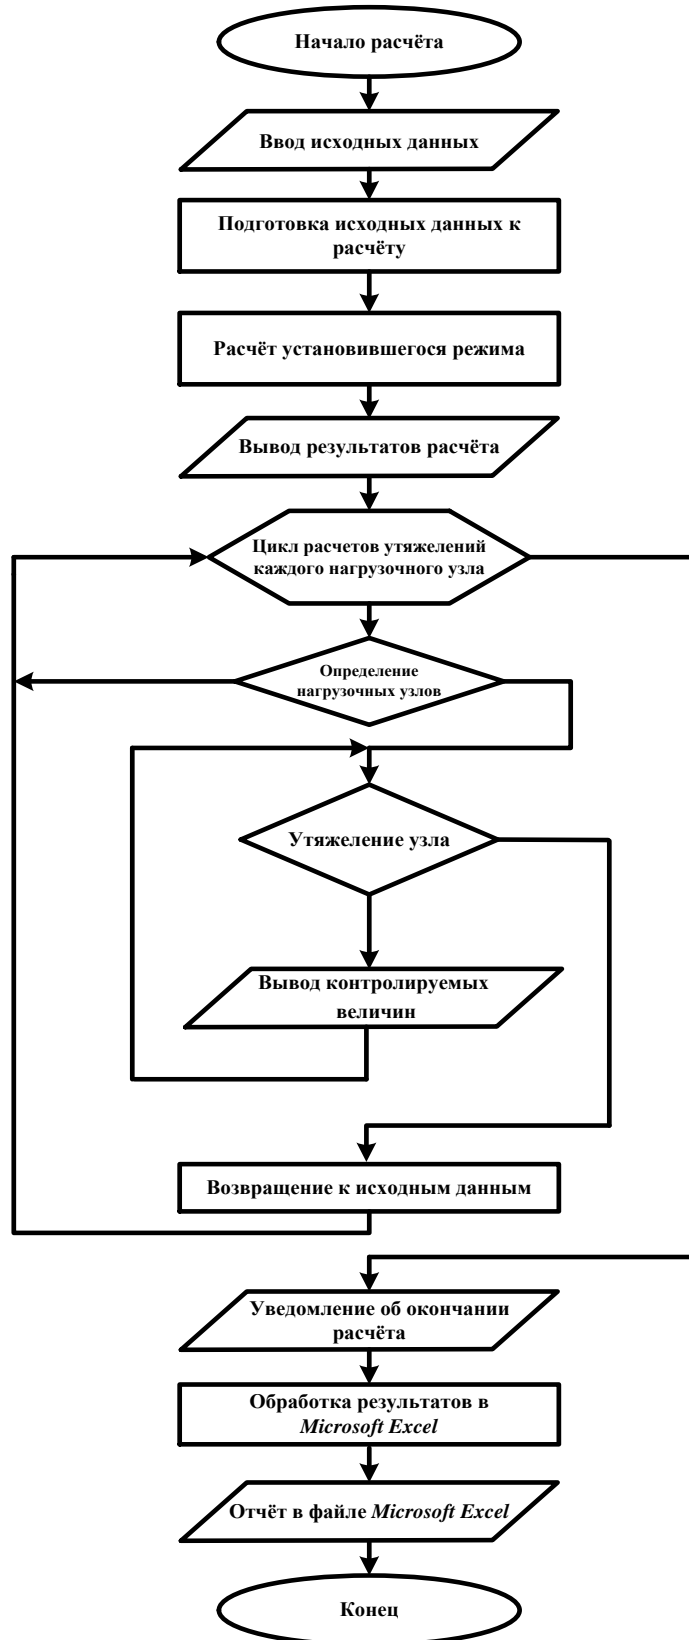 Начало расчёта
Ввод исходных данных
Подготовка исходных данных к
расчёту
Расчёт установившегося режима
Вывод результатов расчёта
Цикл расчетов утяжелений
каждого нагрузочного узла
Определение
нагрузочных узлов
Утяжеление узла
Вывод контролируемых
величин
Возвращение к исходным данным
Уведомление об окончании
расчёта
Обработка результатов в
Microsoft Excel
Отчёт в файле Microsoft Excel
Конец